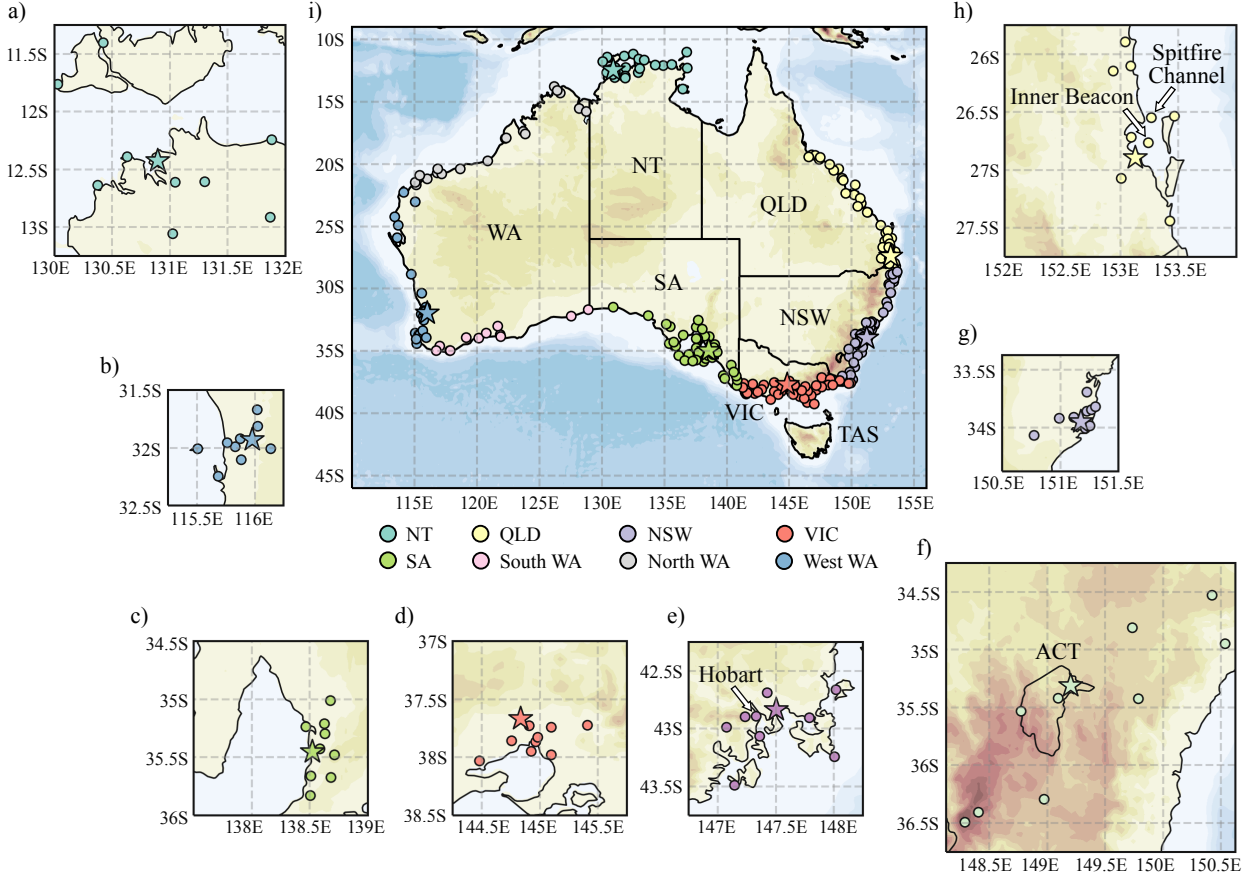 a)
11.5S
12S
12.5S
13S
130E 130.5E 131E 131.5E 132E
i)
10S
15S
20S
25S
30S
35S
40S
45S
NT
QLD
WA
SA
NSW
VIC
TAS
115E 120E 125E 130E 135E 140E 145E 150E 155E
h)
26S
26.5S
27S
27.5S
Spitfire
Channel
Inner Beacon
152E 152.5E 153E 153.5E
b)
31.5S
32S
32.5S
115.5E 116E
g)
33.5S
34S
150.5E 151E 151.5E
NT QLD NSW VIC
SA South WA North WA West WA
c)
34.5S
35S
35.5S
36S
138E 138.5E 139E
d)
37S
37.5S
38S
38.5S
144.5E 145E 145.5E
e)
42.5S
43S
43.5S
Hobart
147E 147.5E 148E
f)
34.5S
35S
35.5S
36S
36.5S
ACT
148.5E 149E 149.5E 150E 150.5E